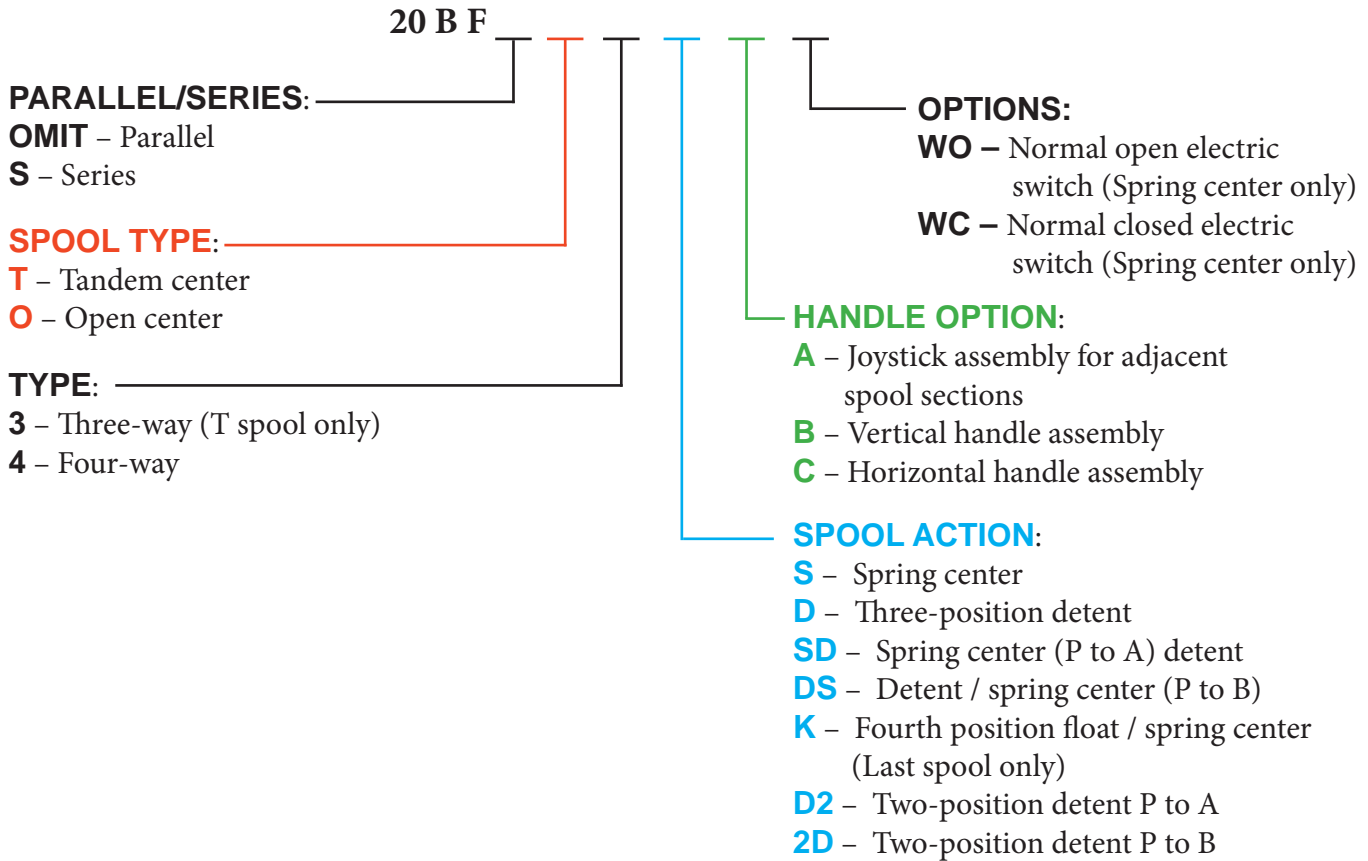 20 B F
PARALLEL/SERIES:
OMIT – Parallel
S – Series
SPOOL TYPE:
T – Tandem center
O – Open center
TYPE:
3 – Three-way (T spool only)
4 – Four-way
OPTIONS:
WO – Normal open electric
switch (Spring center only)
WC – Normal closed electric
switch (Spring center only)
HANDLE OPTION:
A – Joystick assembly for adjacent
spool sections
B – Vertical handle assembly
C – Horizontal handle assembly
SPOOL ACTION:
S – Spring center
D – Three-position detent
SD – Spring center (P to A) detent
DS – Detent / spring center (P to B)
K – Fourth position float / spring center
(Last spool only)
D2 – Two-position detent P to A
2D – Two-position detent P to B